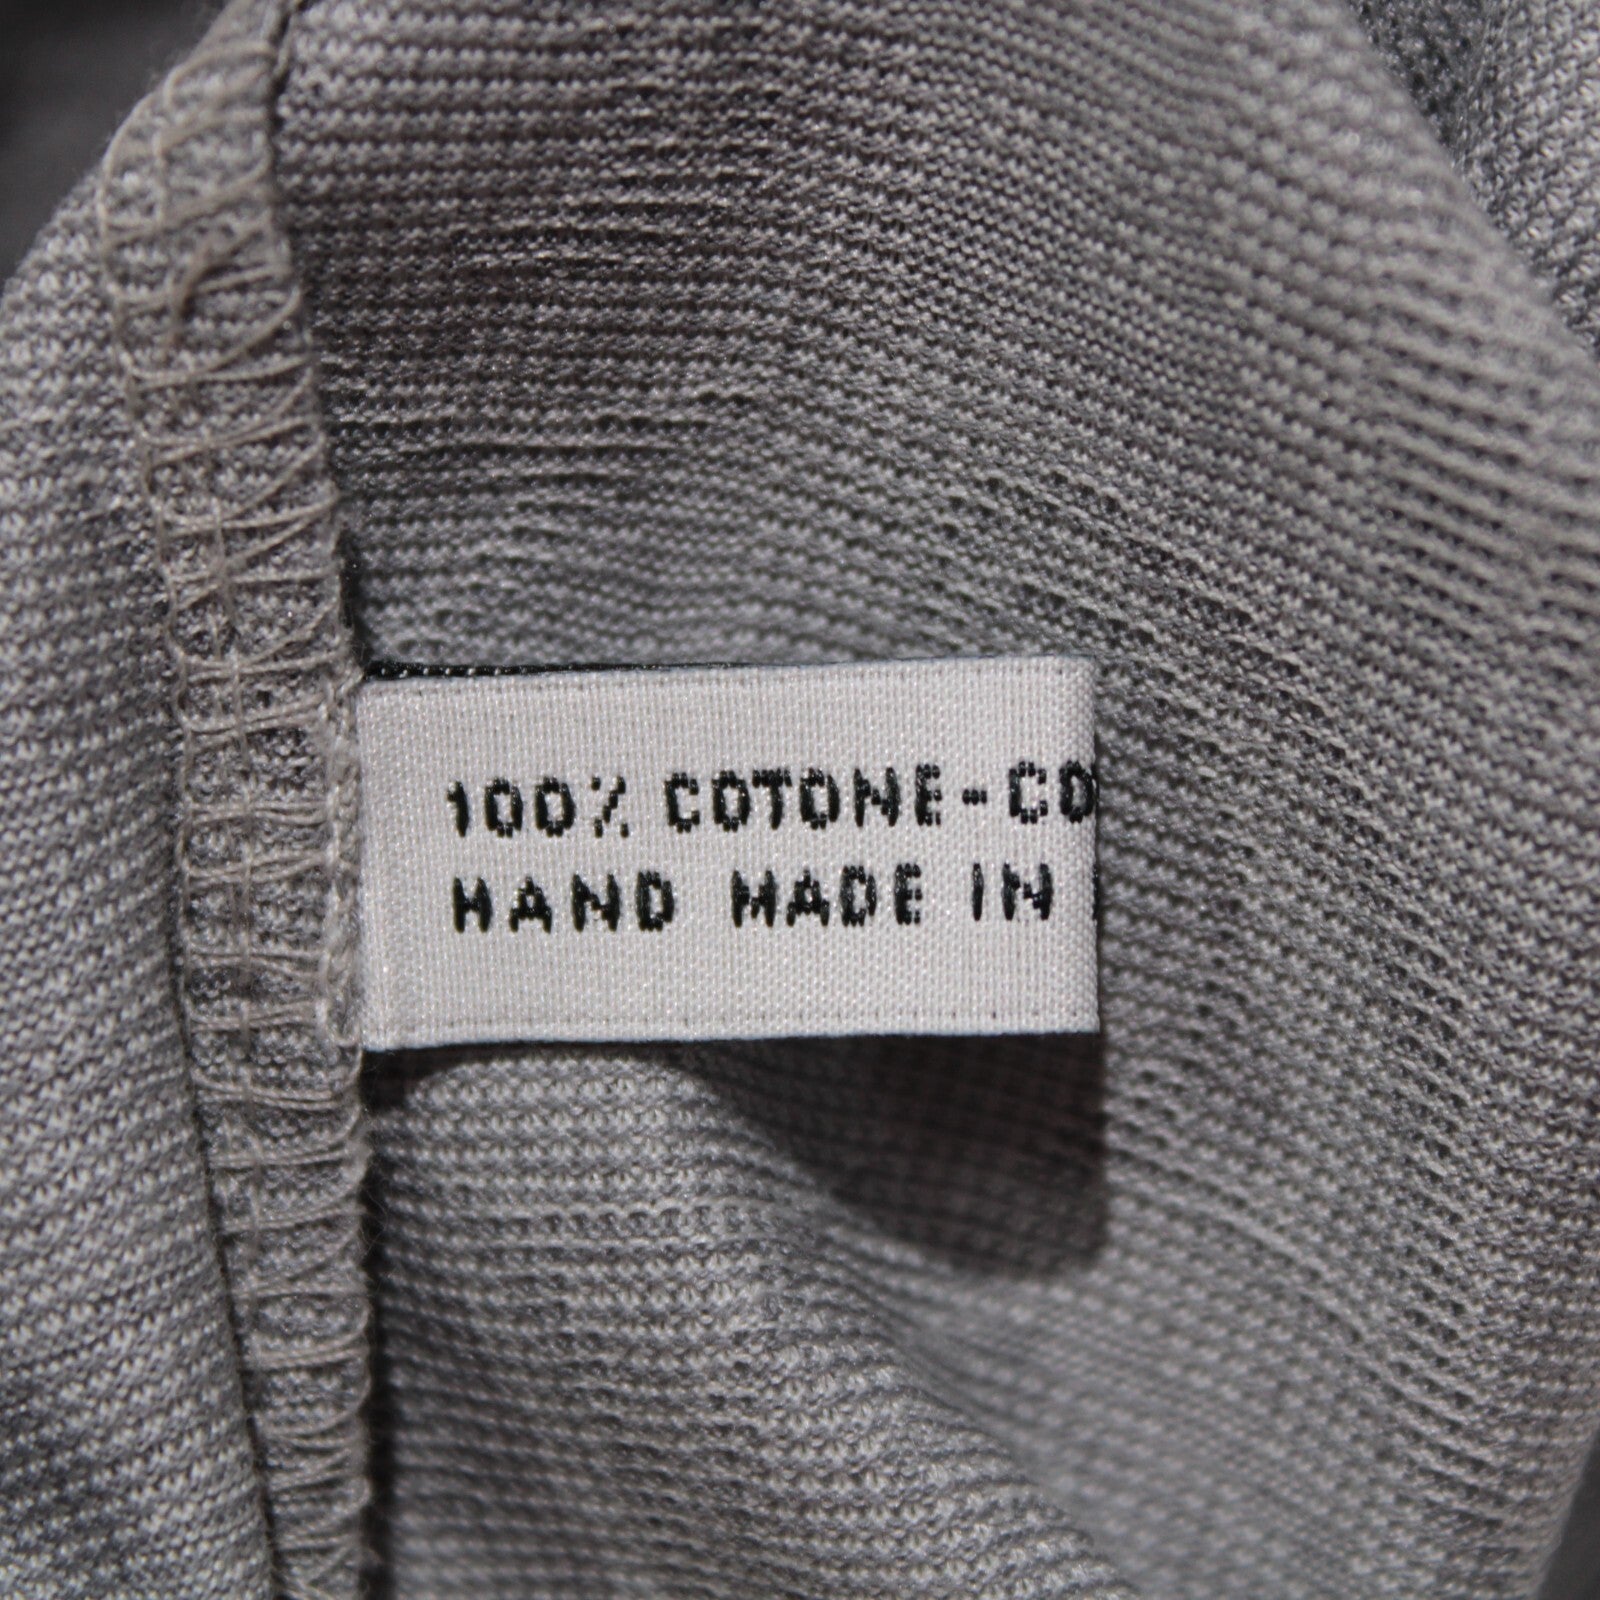 100% COTONE-CO
HAND MADE IN